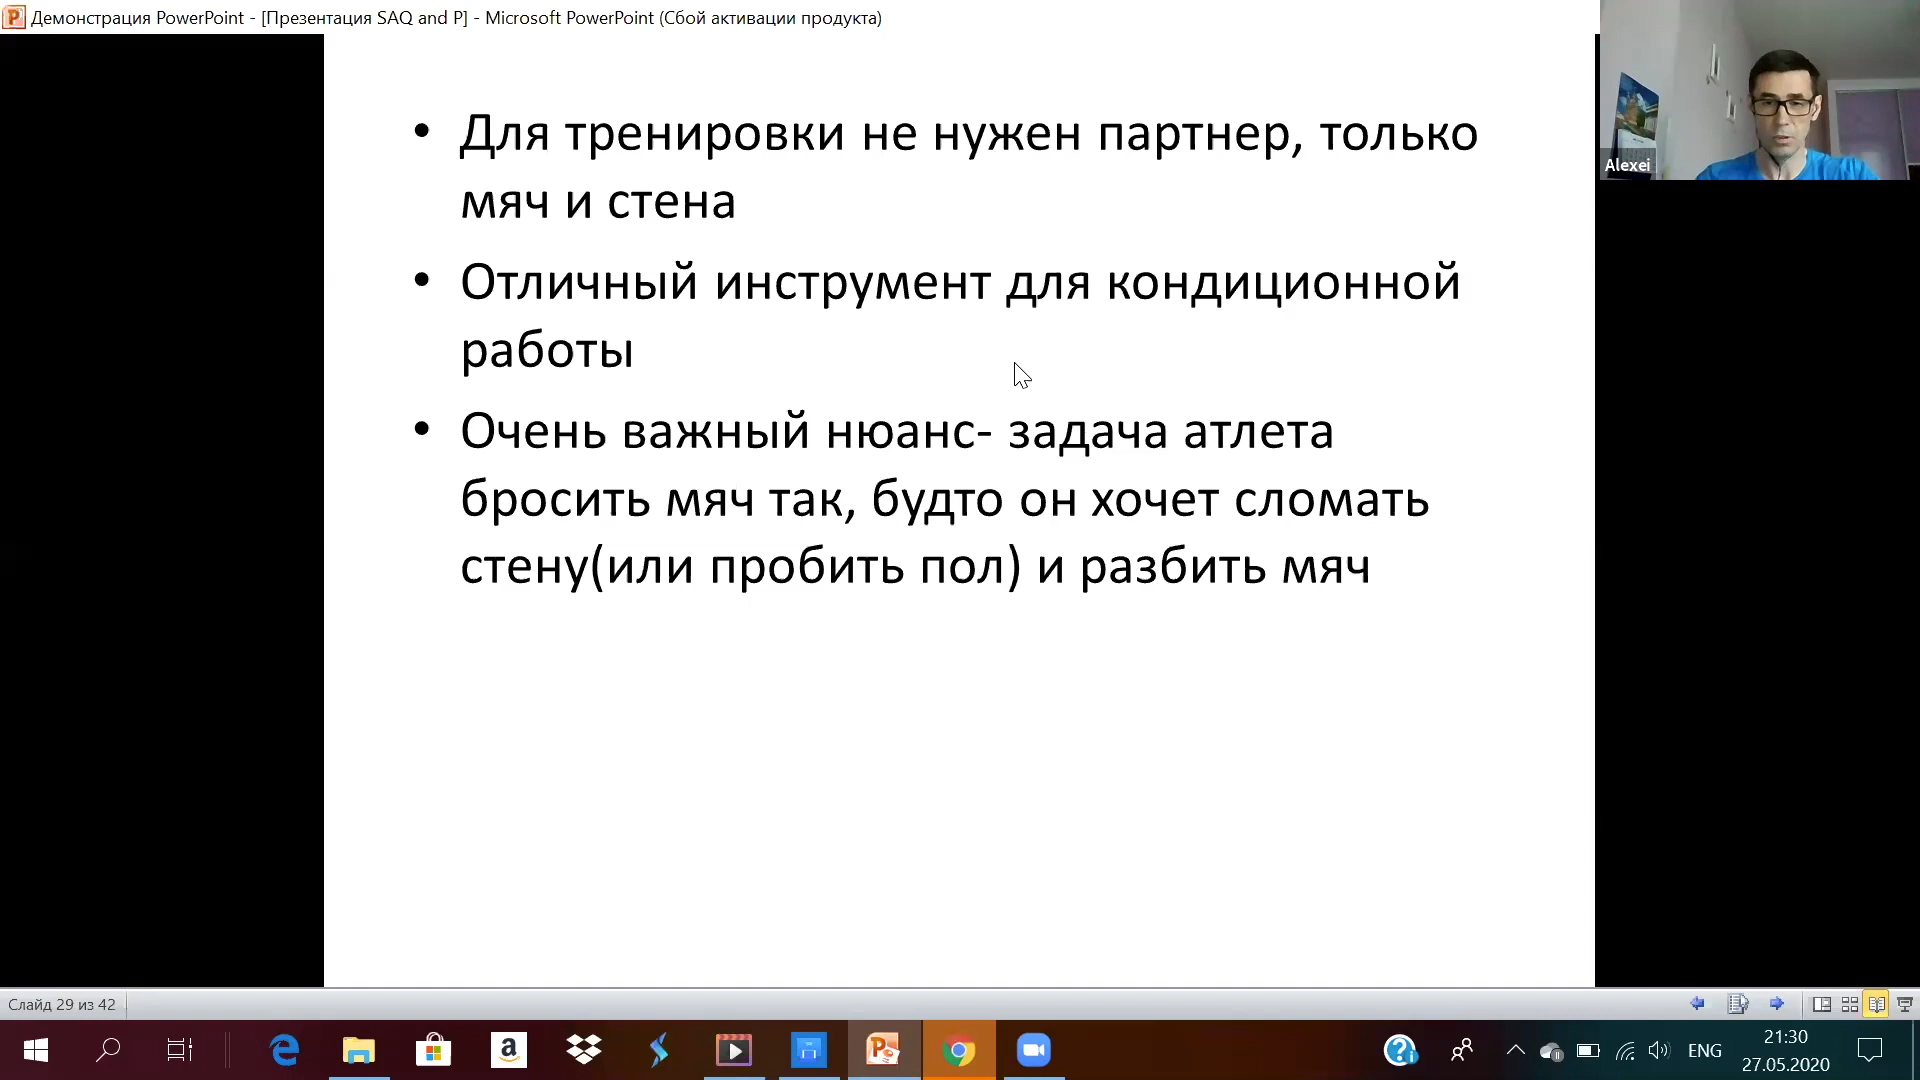 Демонстрация PowerPoint - [Презентация SAQ and P] - Microsoft PowerPoint (Сбой активации продукта)
Alexei
• Для тренировки не нужен партнер, только
мяч и стена
• Отличный инструмент для кондиционной
работы
• Очень важный нюанс- задача атлета
бросить мяч так, будто он хочет сломать
стену(или пробить пол) и разбить мяч
Слайд 29 из 42
ENG
21:30
27.05.2020